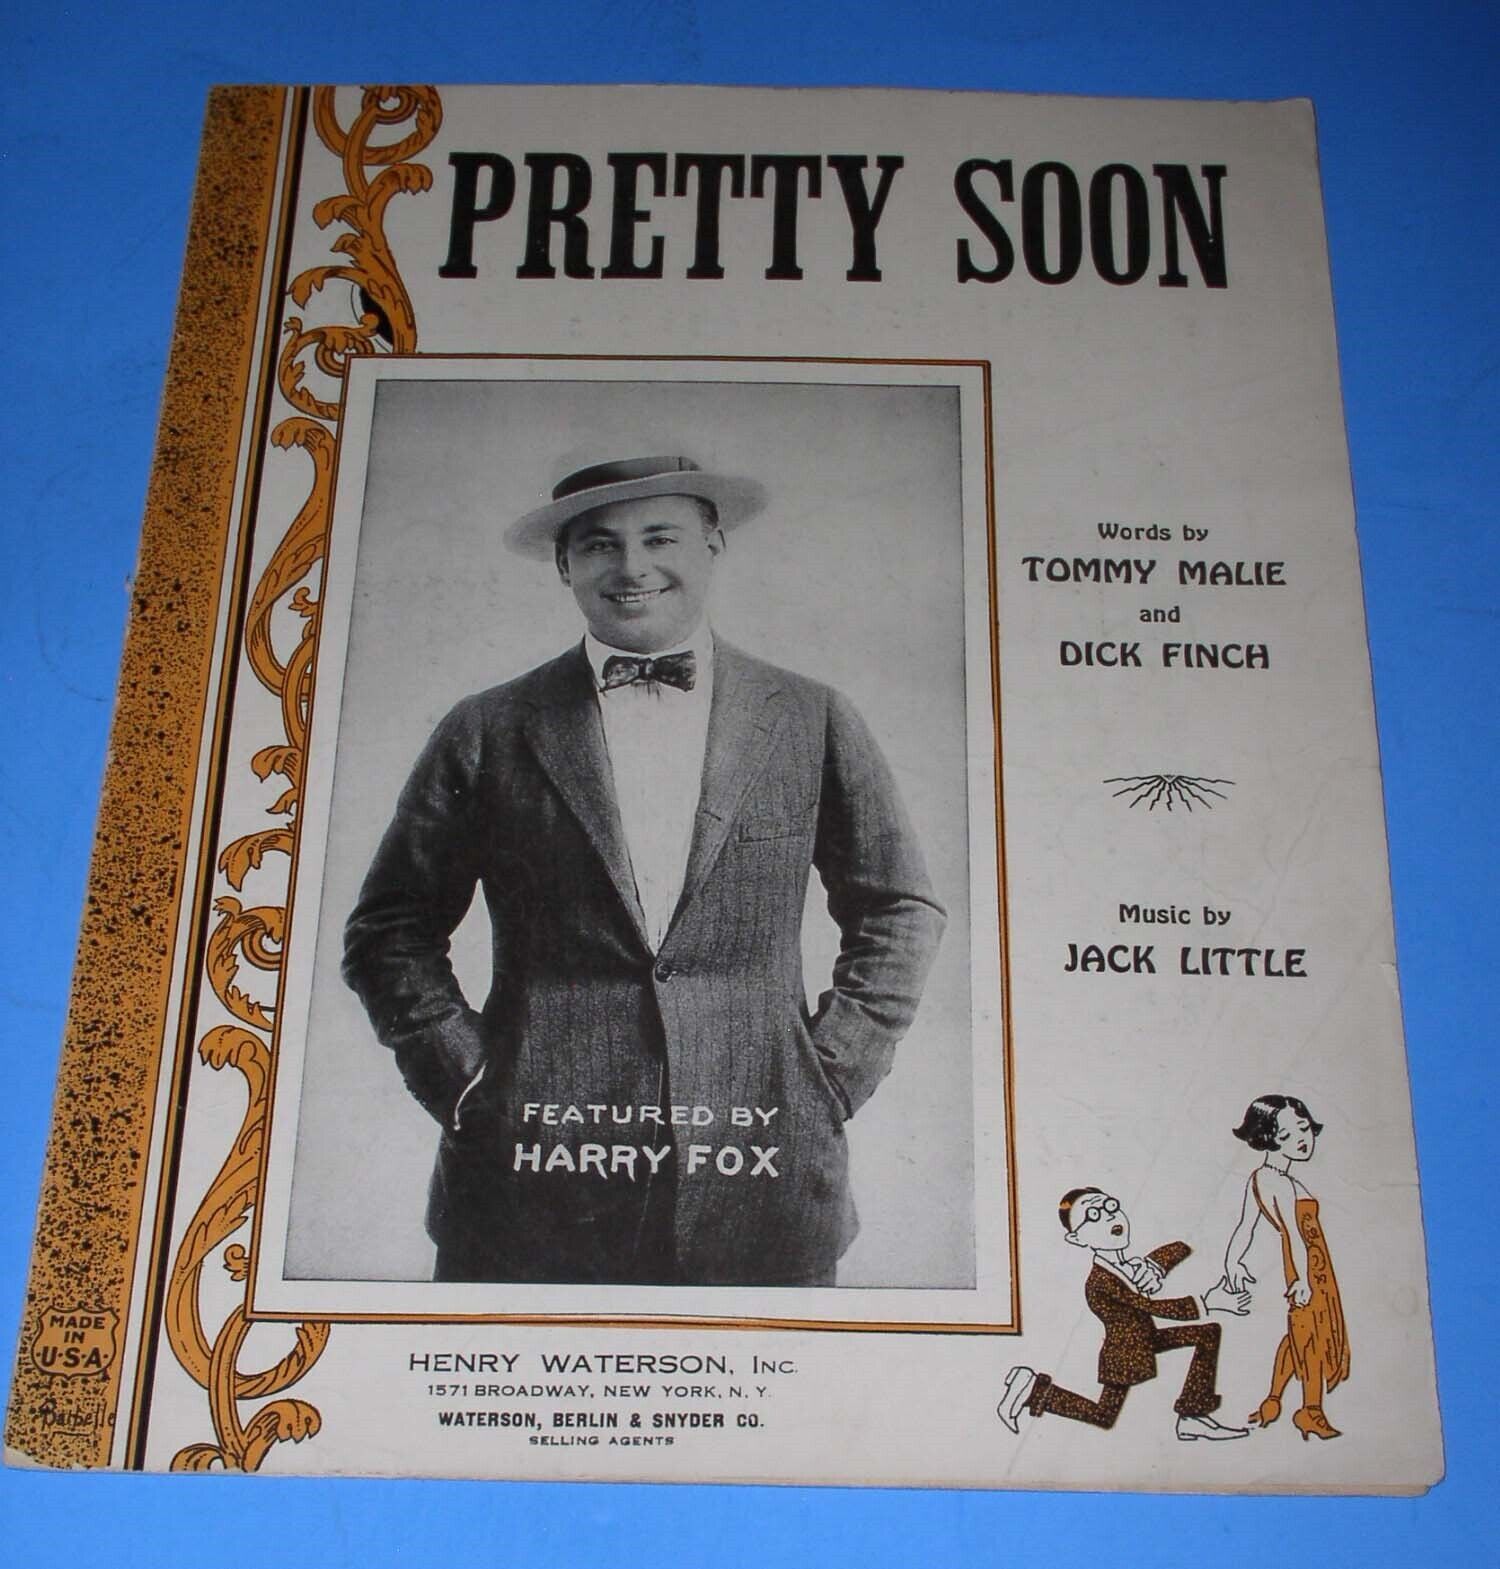 PRETTY SOON
Words by
TOMMY MALIE
and
DICK FINCH
Music by
JACK LITTLE
FEATURED BY
HARRY FOX
MADE
IN
U·S·A·
Barbelle
HENRY WATERSON, INC.
1571 BROADWAY, NEW YORK, N. Y.
WATERSON, BERLIN & SNYDER CO.
SELLING AGENTS